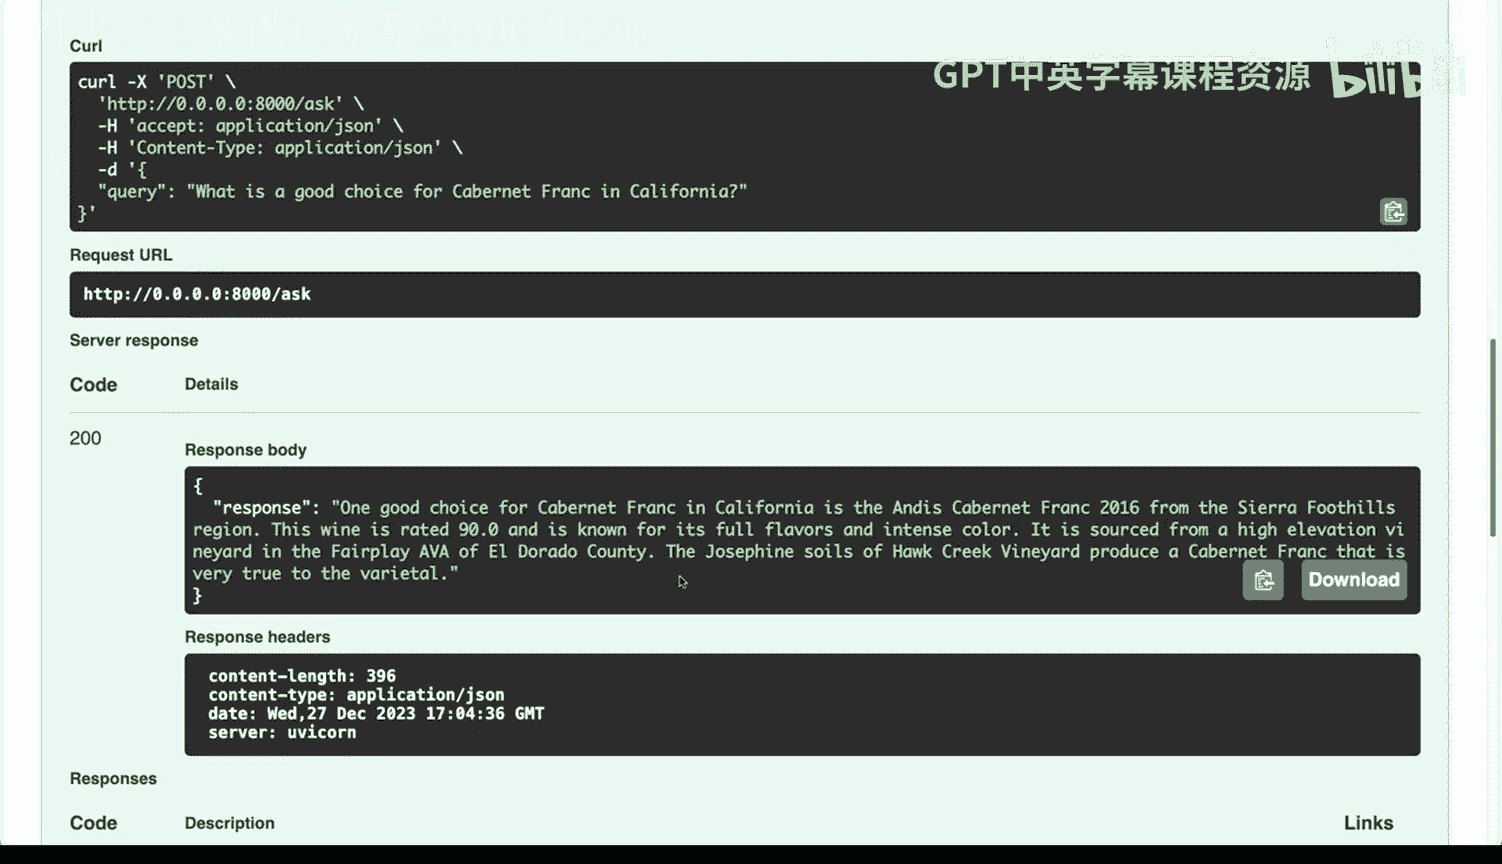 Curl
GPT中英字幕课程资源
curl -X 'POST' \
'http://0.0.0.0:8000/ask' \
-H 'accept: application/json' \
-H 'Content-Type: application/json' \
-d '{
"query": "What is a good choice for Cabernet Franc in California?"
}'
Request URL
http://0.0.0.0:8000/ask
Server response
Code Details
200
Response body
{
"response": "One good choice for Cabernet Franc in California is the Andis Cabernet Franc 2016 from the Sierra Foothills
region. This wine is rated 90.0 and is known for its full flavors and intense color. It is sourced from a high elevation vi
neyard in the Fairplay AVA of El Dorado County. The Josephine soils of Hawk Creek Vineyard produce a Cabernet Franc that is
very true to the varietal."
}
Download
Response headers
content-length: 396
content-type: application/json
date: Wed,27 Dec 2023 17:04:36 GMT
server: uvicorn
Responses
Code Description Links